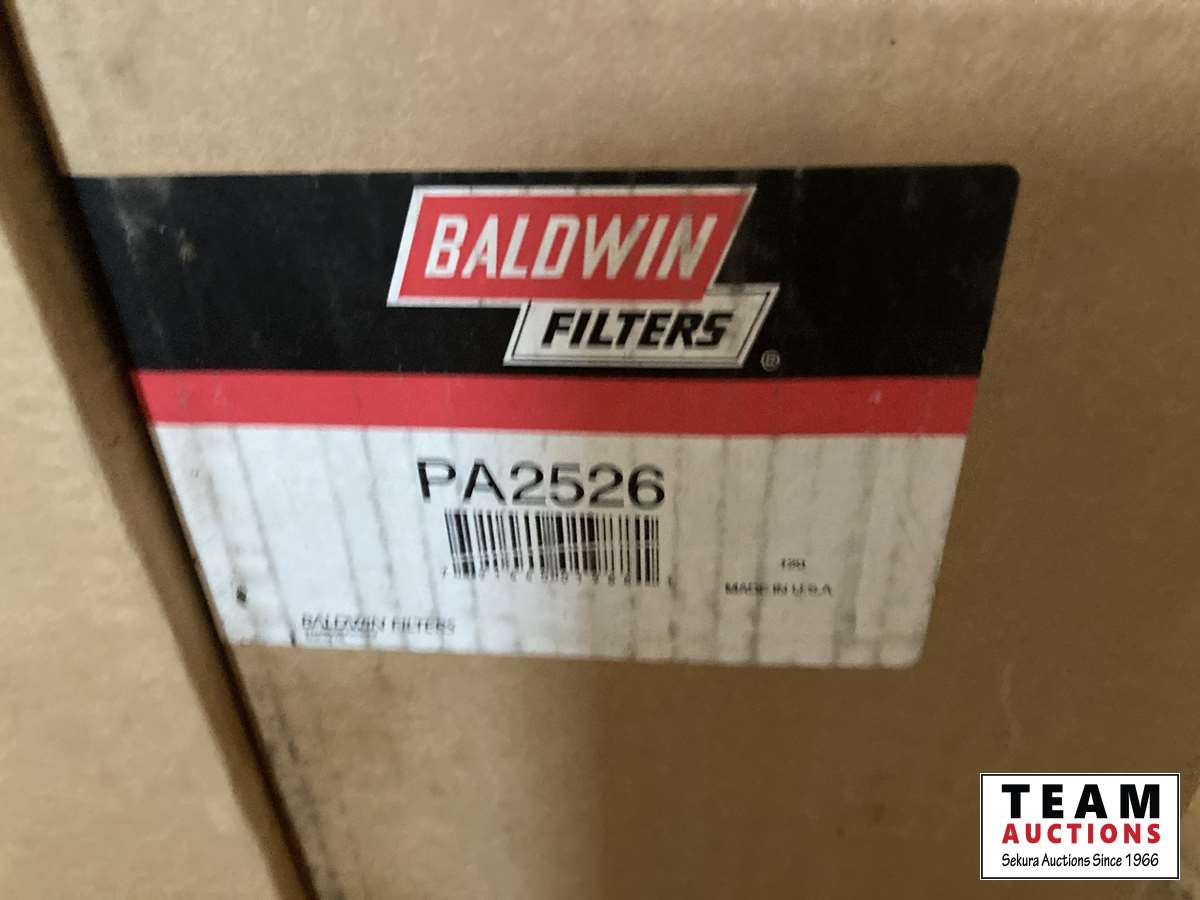 BALDWIN
FILTERS
®
PA2526
MADE IN U.S.A.
BALDWIN FILTERS
TEAM
AUCTIONS
Sekura Auctions Since 1966